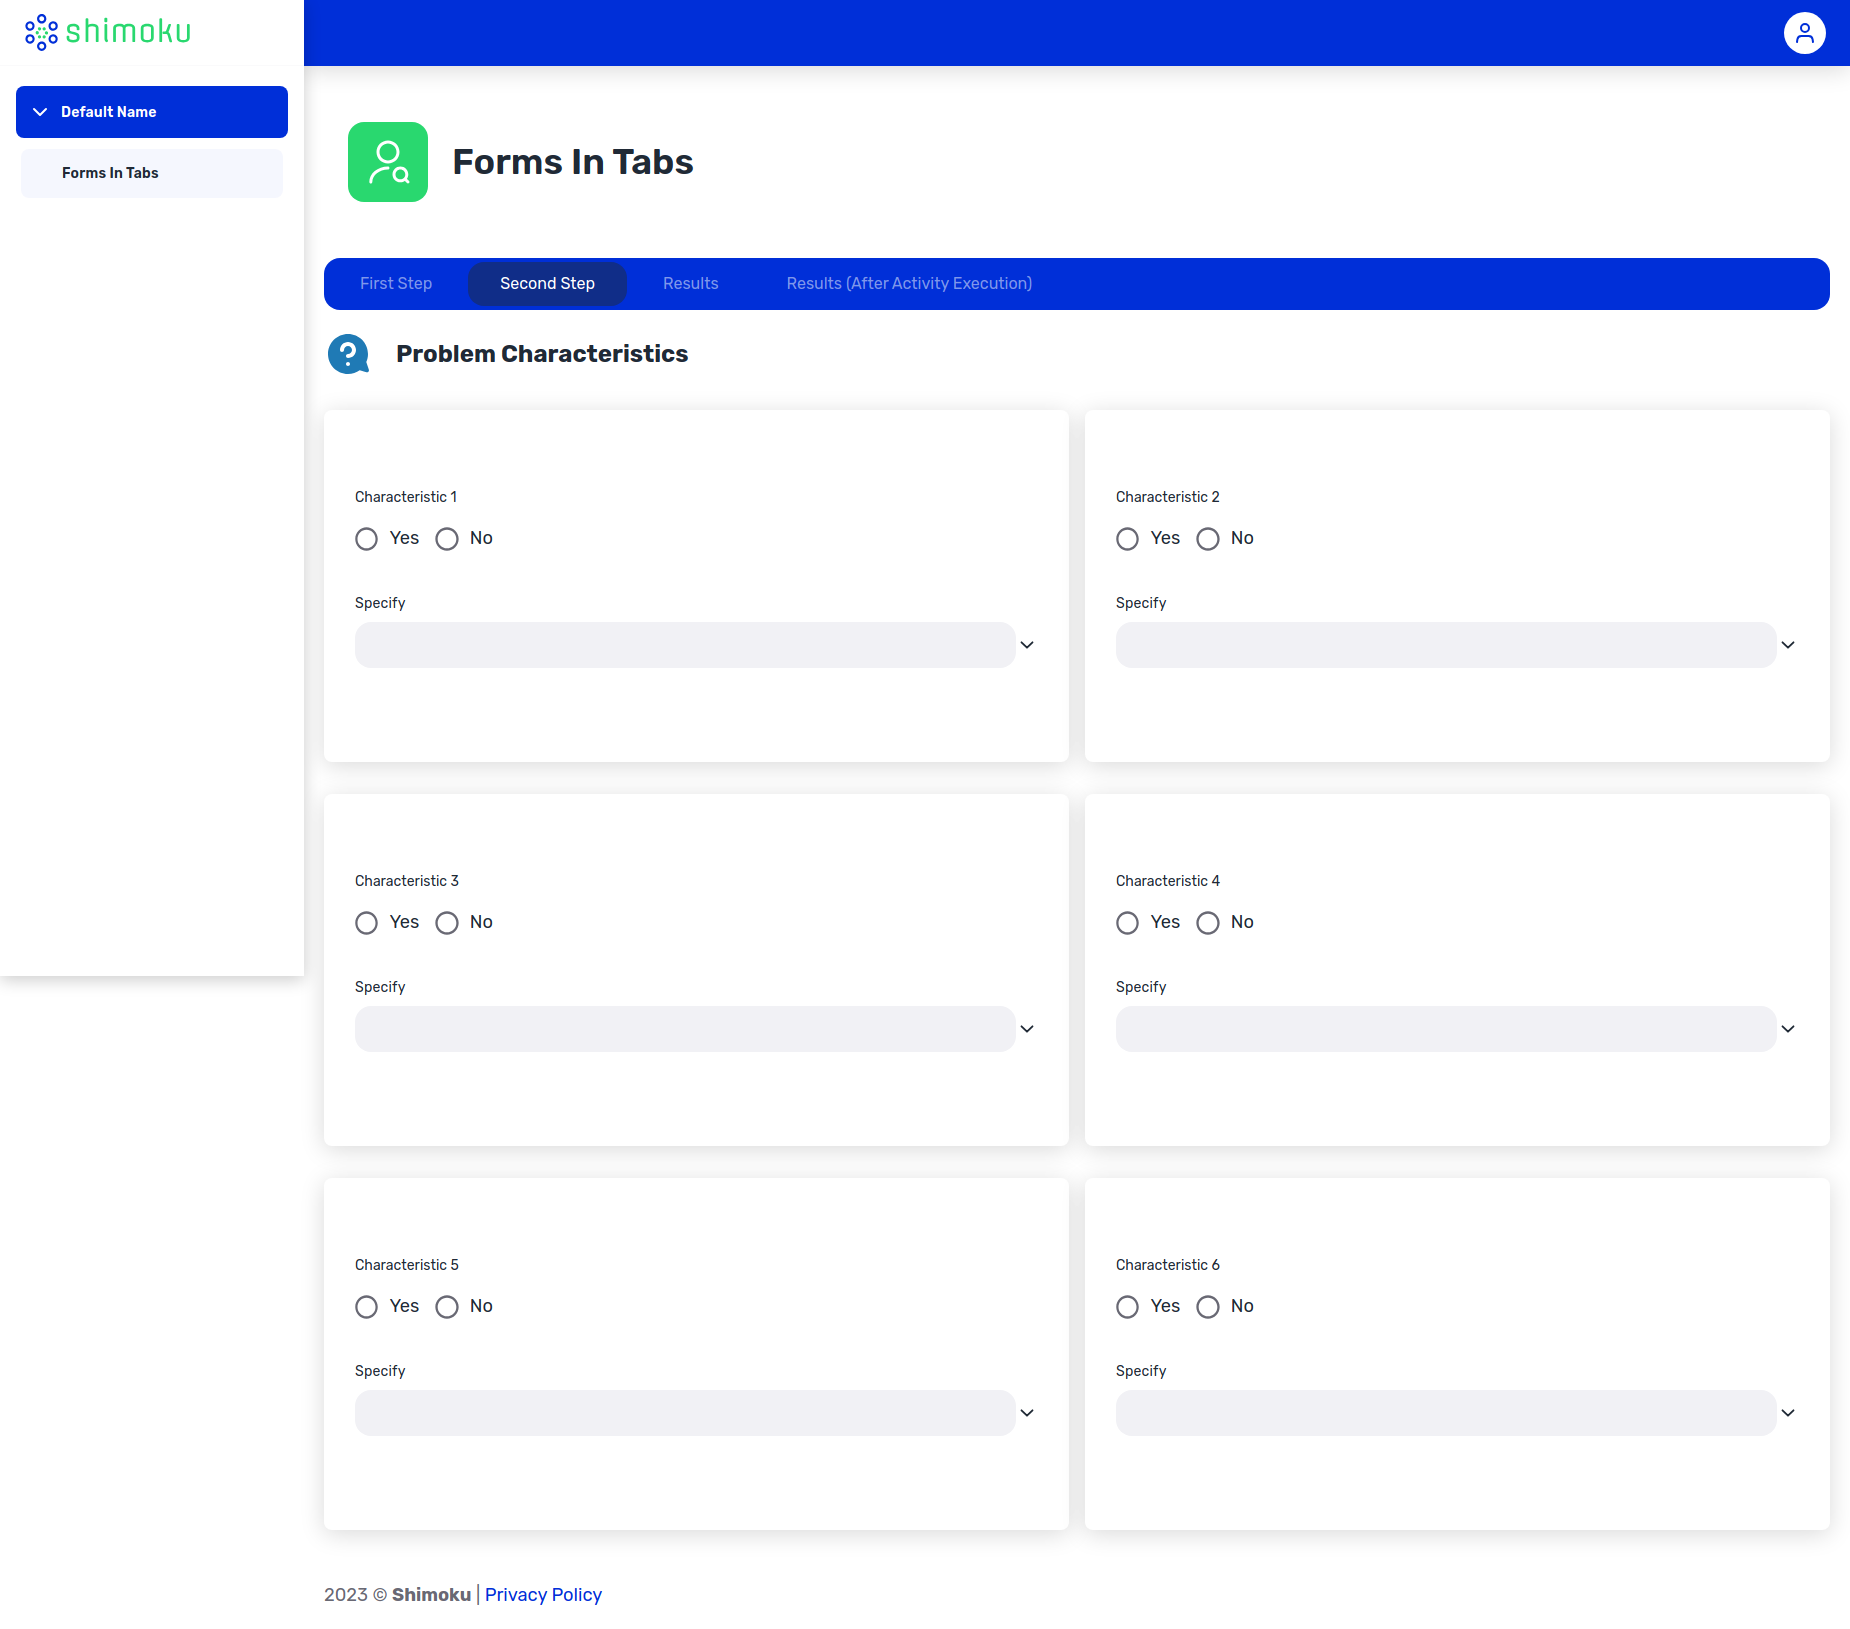 shimoku
Default Name
Forms In Tabs
Forms In Tabs
First Step
Second Step
Results
Results (After Activity Execution)
Problem Characteristics
Characteristic 1
Yes
No
Specify
Characteristic 2
Yes
No
Specify
Characteristic 3
Yes
No
Specify
Characteristic 4
Yes
No
Specify
Characteristic 5
Yes
No
Specify
Characteristic 6
Yes
No
Specify
2023 © Shimoku | Privacy Policy